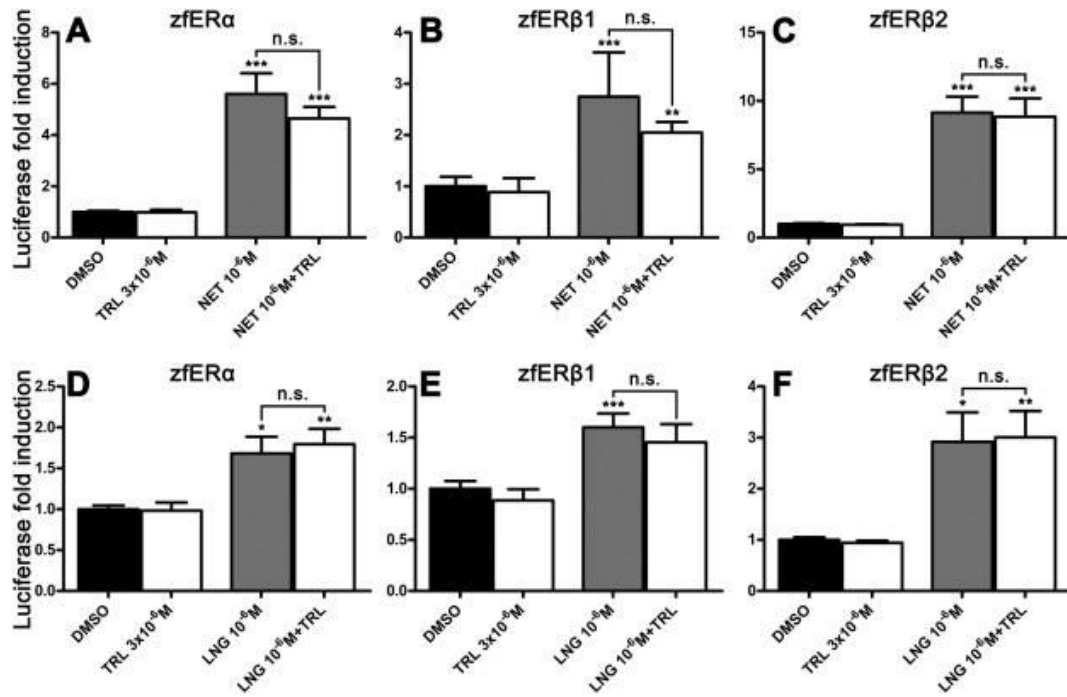 A zfERα
B zfERβ1
C zfERβ2
Luciferase fold induction
8
6
4
2
0
n.s.
***
***
DMSO
TRL 3x10⁻⁶M
NET 10⁻⁶M
NET 10⁻⁶M+TRL
4
3
2
1
0
n.s.
***
**
DMSO
TRL 3x10⁻⁶M
NET 10⁻⁶M
NET 10⁻⁶M+TRL
15
10
5
0
n.s.
***
***
DMSO
TRL 3x10⁻⁶M
NET 10⁻⁶M
NET 10⁻⁶M+TRL
D zfERα
E zfERβ1
F zfERβ2
Luciferase fold induction
2.5
2.0
1.5
1.0
0.5
0.0
n.s.
*
**
DMSO
TRL 3x10⁻⁶M
LNG 10⁻⁶M
LNG 10⁻⁶M+TRL
2.0
1.5
1.0
0.5
0.0
n.s.
***
DMSO
TRL 3x10⁻⁶M
LNG 10⁻⁶M
LNG 10⁻⁶M+TRL
4
3
2
1
0
n.s.
*
**
DMSO
TRL 3x10⁻⁶M
LNG 10⁻⁶M
LNG 10⁻⁶M+TRL